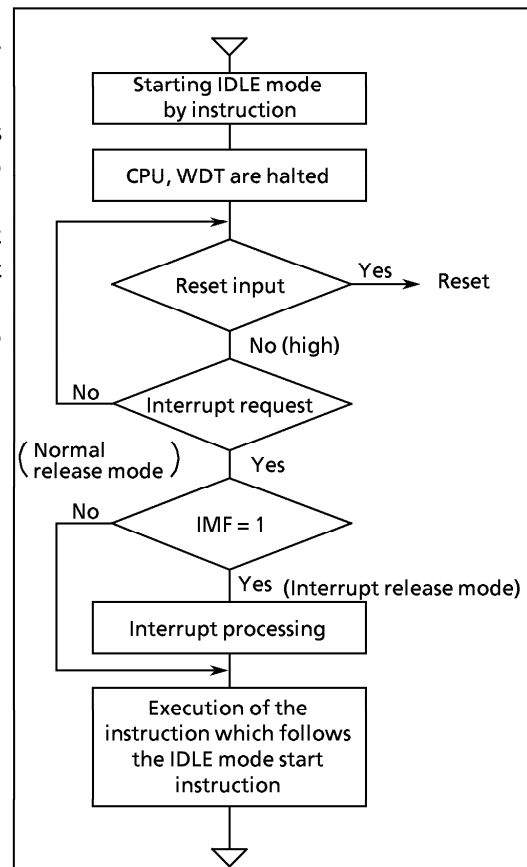 Starting IDLE mode
by instruction
CPU, WDT are halted
Reset input
Yes
Reset
No (high)
No
Interrupt request
(Normal
release mode)
Yes
No
IMF = 1
Yes (Interrupt release mode)
Interrupt processing
Execution of the
instruction which follows
the IDLE mode start
instruction